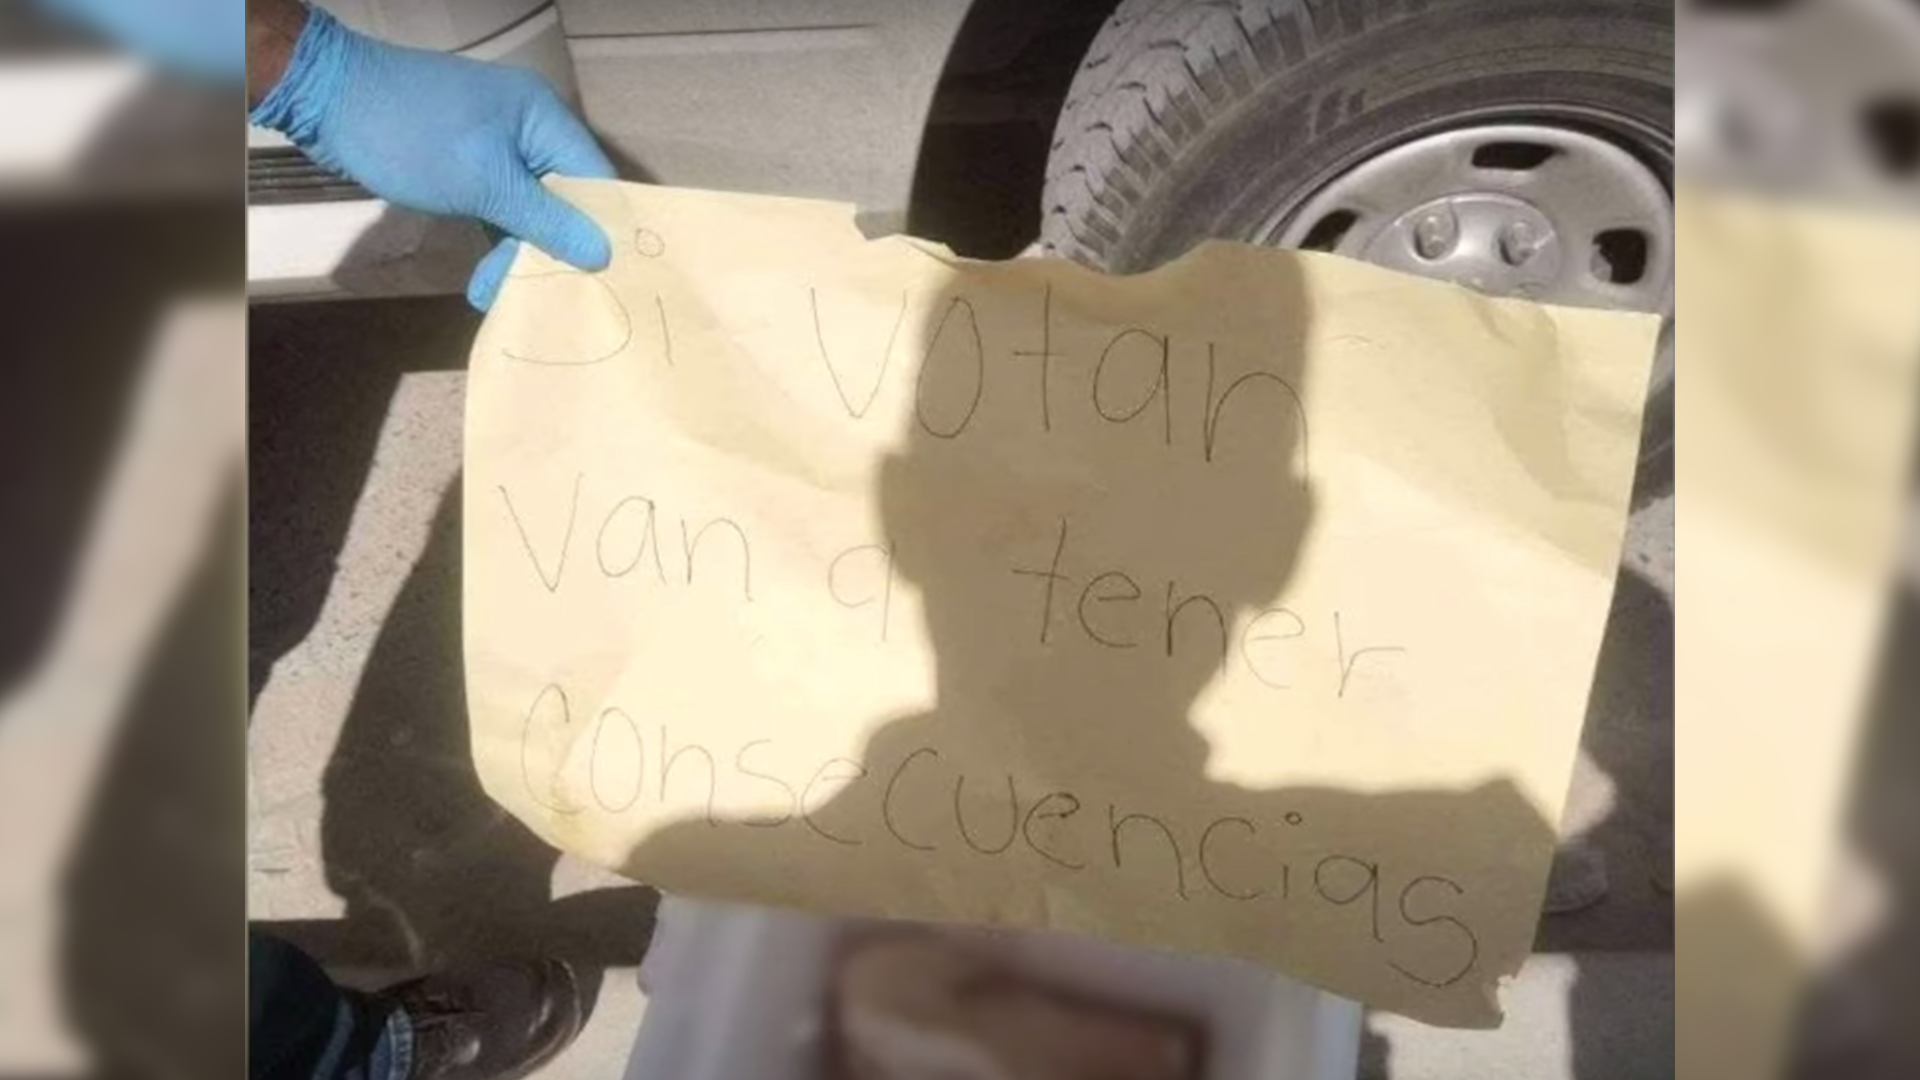 Si votan
van a tener
consecuencias